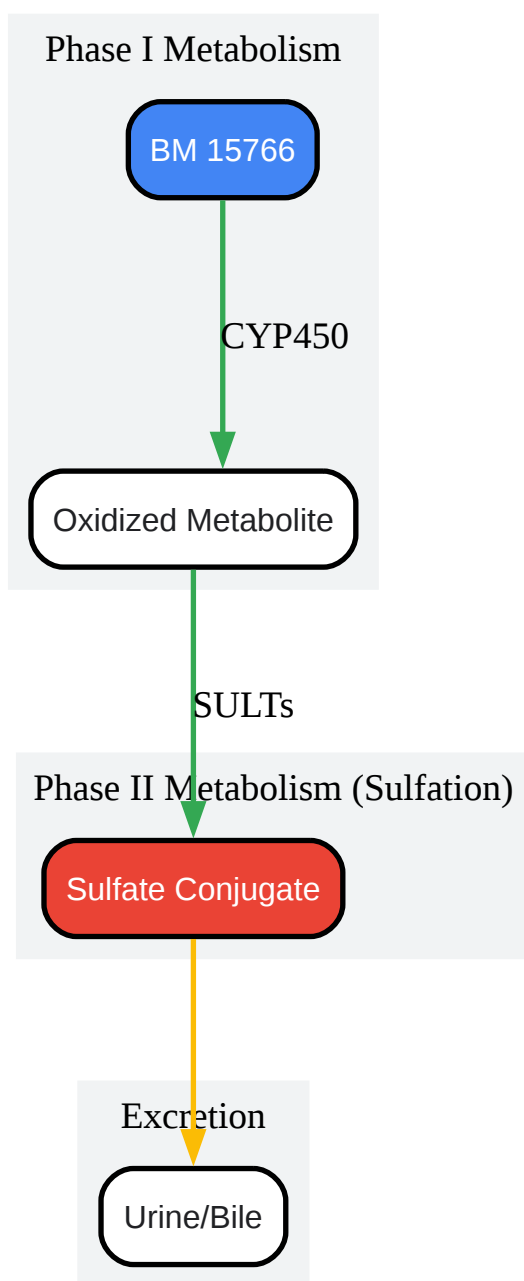 Phase I Metabolism
BM 15766
CYP450
Oxidized Metabolite
SULTs
Phase II Metabolism (Sulfation)
Sulfate Conjugate
Excretion
Urine/Bile